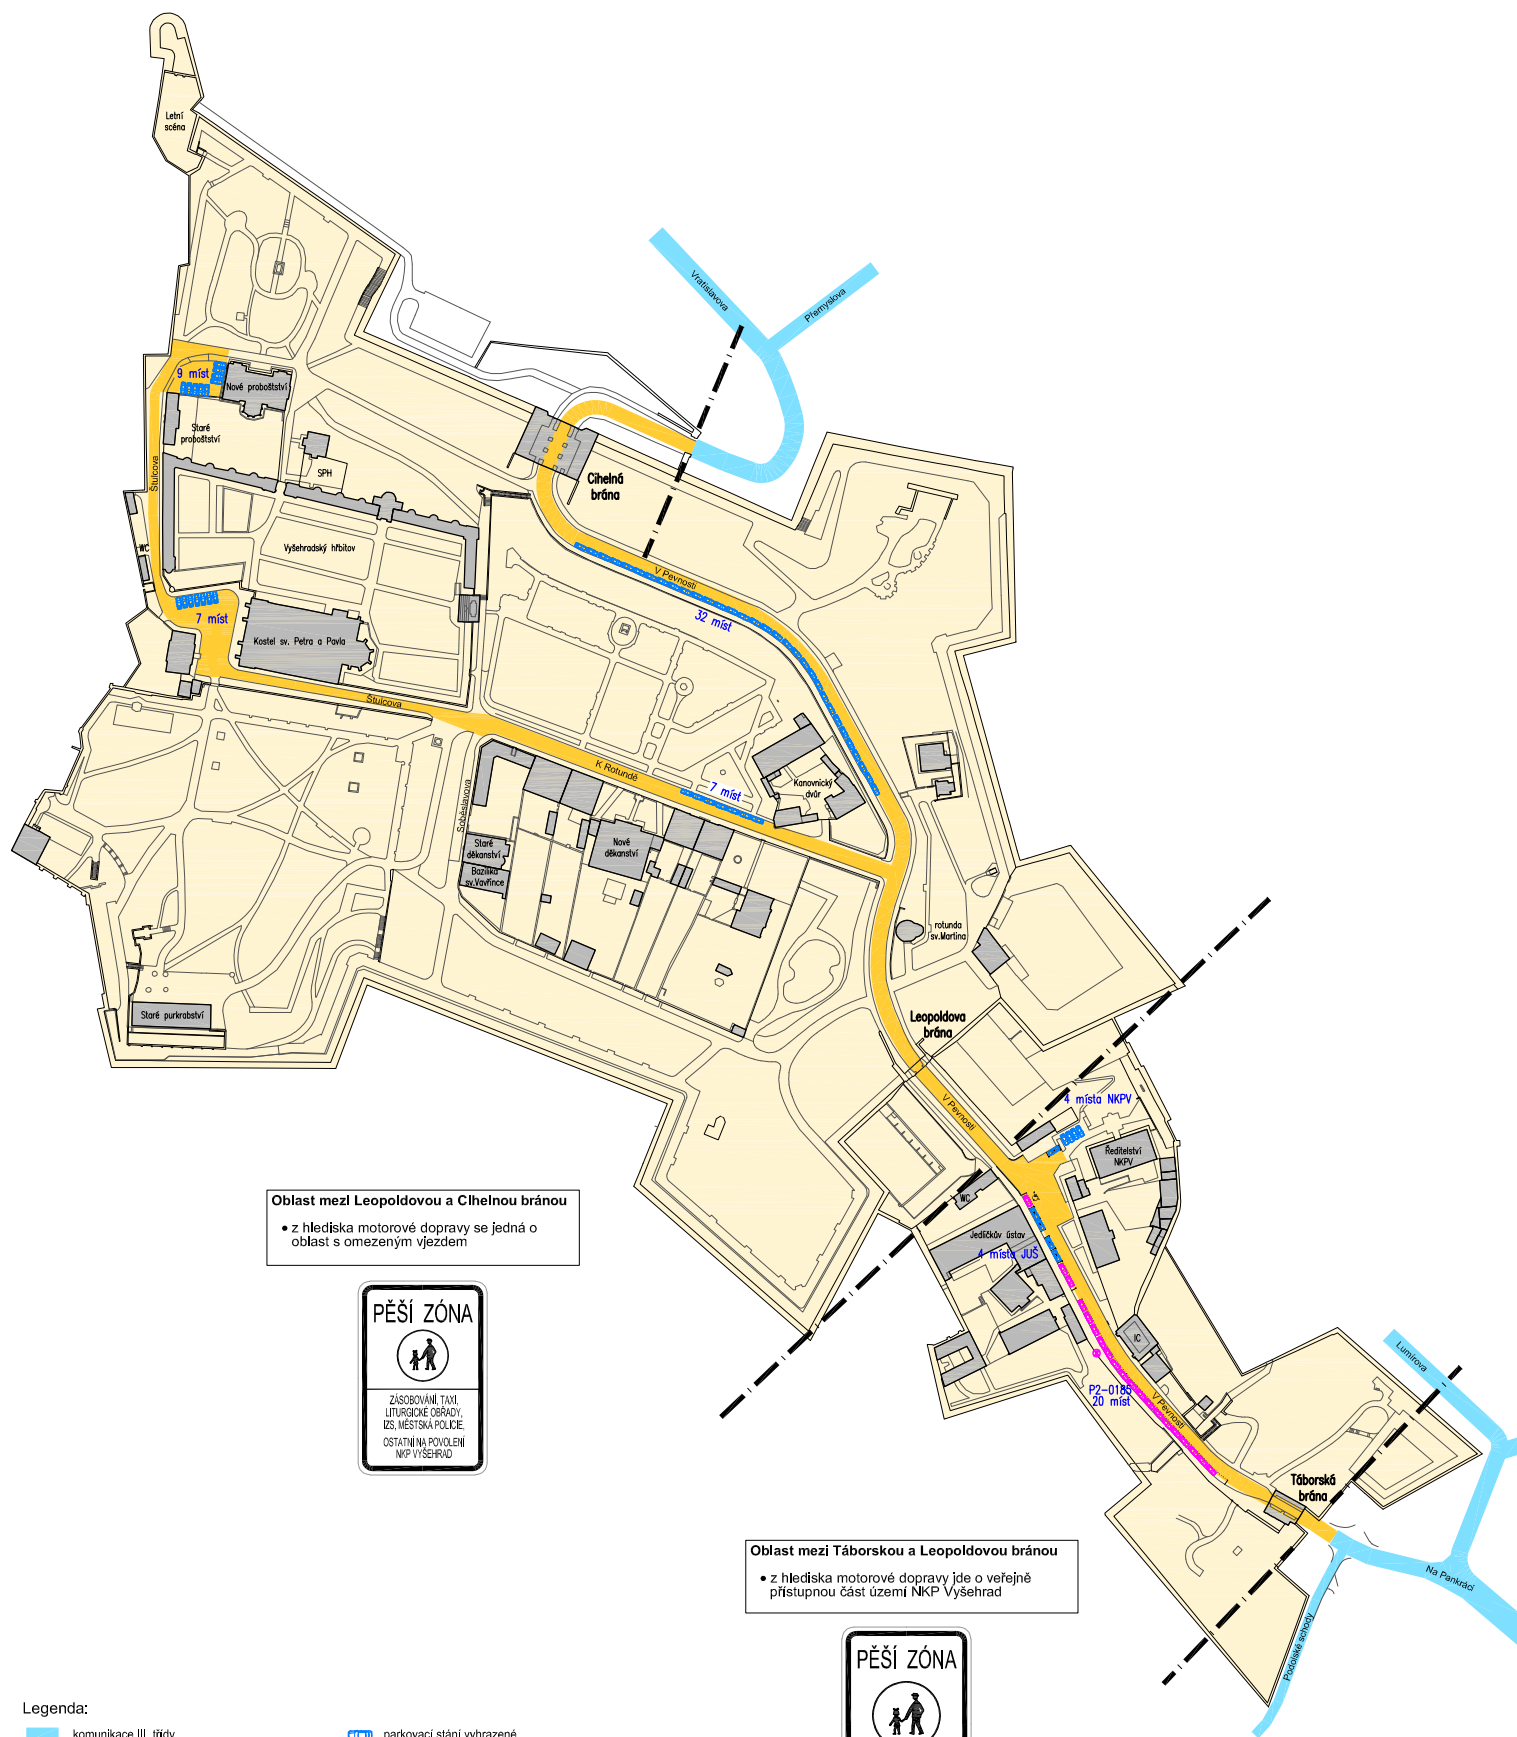 Letní
scéna
Vratislavova
Přemyslova
9 míst
Nové proboštství
Staré
proboštství
Štulcova
SPH
Cihelná
brána
WC
Vyšehradský hřbitov
V Pevnosti
32 míst
7 míst
Kostel sv. Petra a Pavla
Štulcova
K Rotundě
7 míst
Kanovnický
dvůr
Soběslavova
Staré
děkanství
Bazilika
sv.Vavřince
Nové
děkanství
rotunda
sv.Martina
Staré purkrabství
Leopoldova
brána
V Pevnosti
4 místa NKPV
Ředitelství
NKPV
WC
Jedličkův ústav
4 místa JUŠ
IC
P2-0185
20 míst
V Pevnosti
Lumírova
Táborská
brána
Na Pankráci
Podolské schody
Oblast mezi Leopoldovou a Cihelnou bránou
• z hlediska motorové dopravy se jedná o
oblast s omezeným vjezdem
PĚŠÍ ZÓNA
ZÁSOBOVÁNÍ, TAXI,
LITURGICKÉ OBŘADY,
IZS, MĚSTSKÁ POLICIE,
OSTATNÍ NA POVOLENÍ
NKP VYŠEHRAD
Oblast mezi Táborskou a Leopoldovou bránou
• z hlediska motorové dopravy jde o veřejně
přístupnou část území NKP Vyšehrad
PĚŠÍ ZÓNA
Legenda:
komunikace III. třídy
parkovací stání vyhrazené